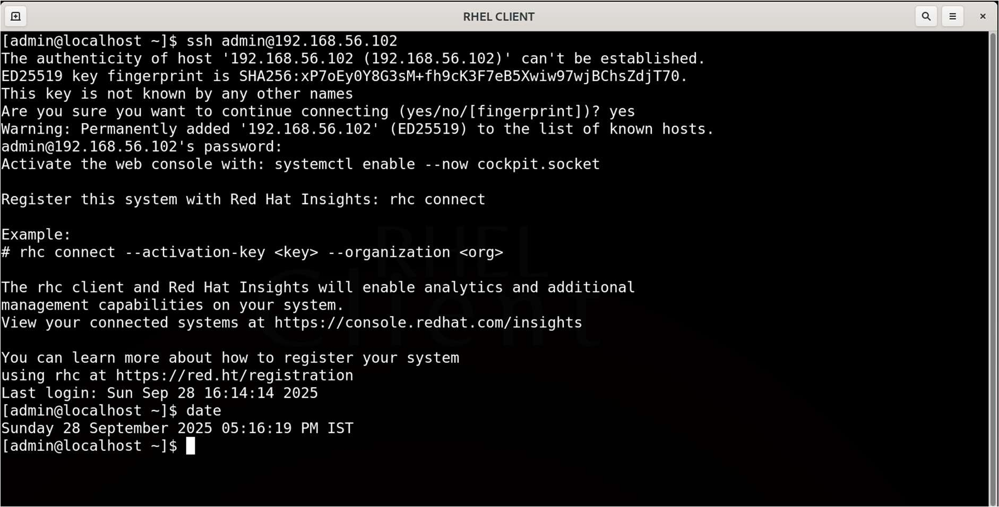 RHEL CLIENT
[admin@localhost ~]$ ssh admin@192.168.56.102
The authenticity of host '192.168.56.102 (192.168.56.102)' can't be established.
ED25519 key fingerprint is SHA256:xP7oEy0Y8G3sM+fh9cK3F7eB5Xwiw97wjBChsZdjT70.
This key is not known by any other names
Are you sure you want to continue connecting (yes/no/[fingerprint])? yes
Warning: Permanently added '192.168.56.102' (ED25519) to the list of known hosts.
admin@192.168.56.102's password:
Activate the web console with: systemctl enable --now cockpit.socket
Register this system with Red Hat Insights: rhc connect
Example:
# rhc connect --activation-key <key> --organization <org>
The rhc client and Red Hat Insights will enable analytics and additional
management capabilities on your system.
View your connected systems at https://console.redhat.com/insights
You can learn more about how to register your system
using rhc at https://red.ht/registration
Last login: Sun Sep 28 16:14:14 2025
[admin@localhost ~]$ date
Sunday 28 September 2025 05:16:19 PM IST
[admin@localhost ~]$
RHEL
Client